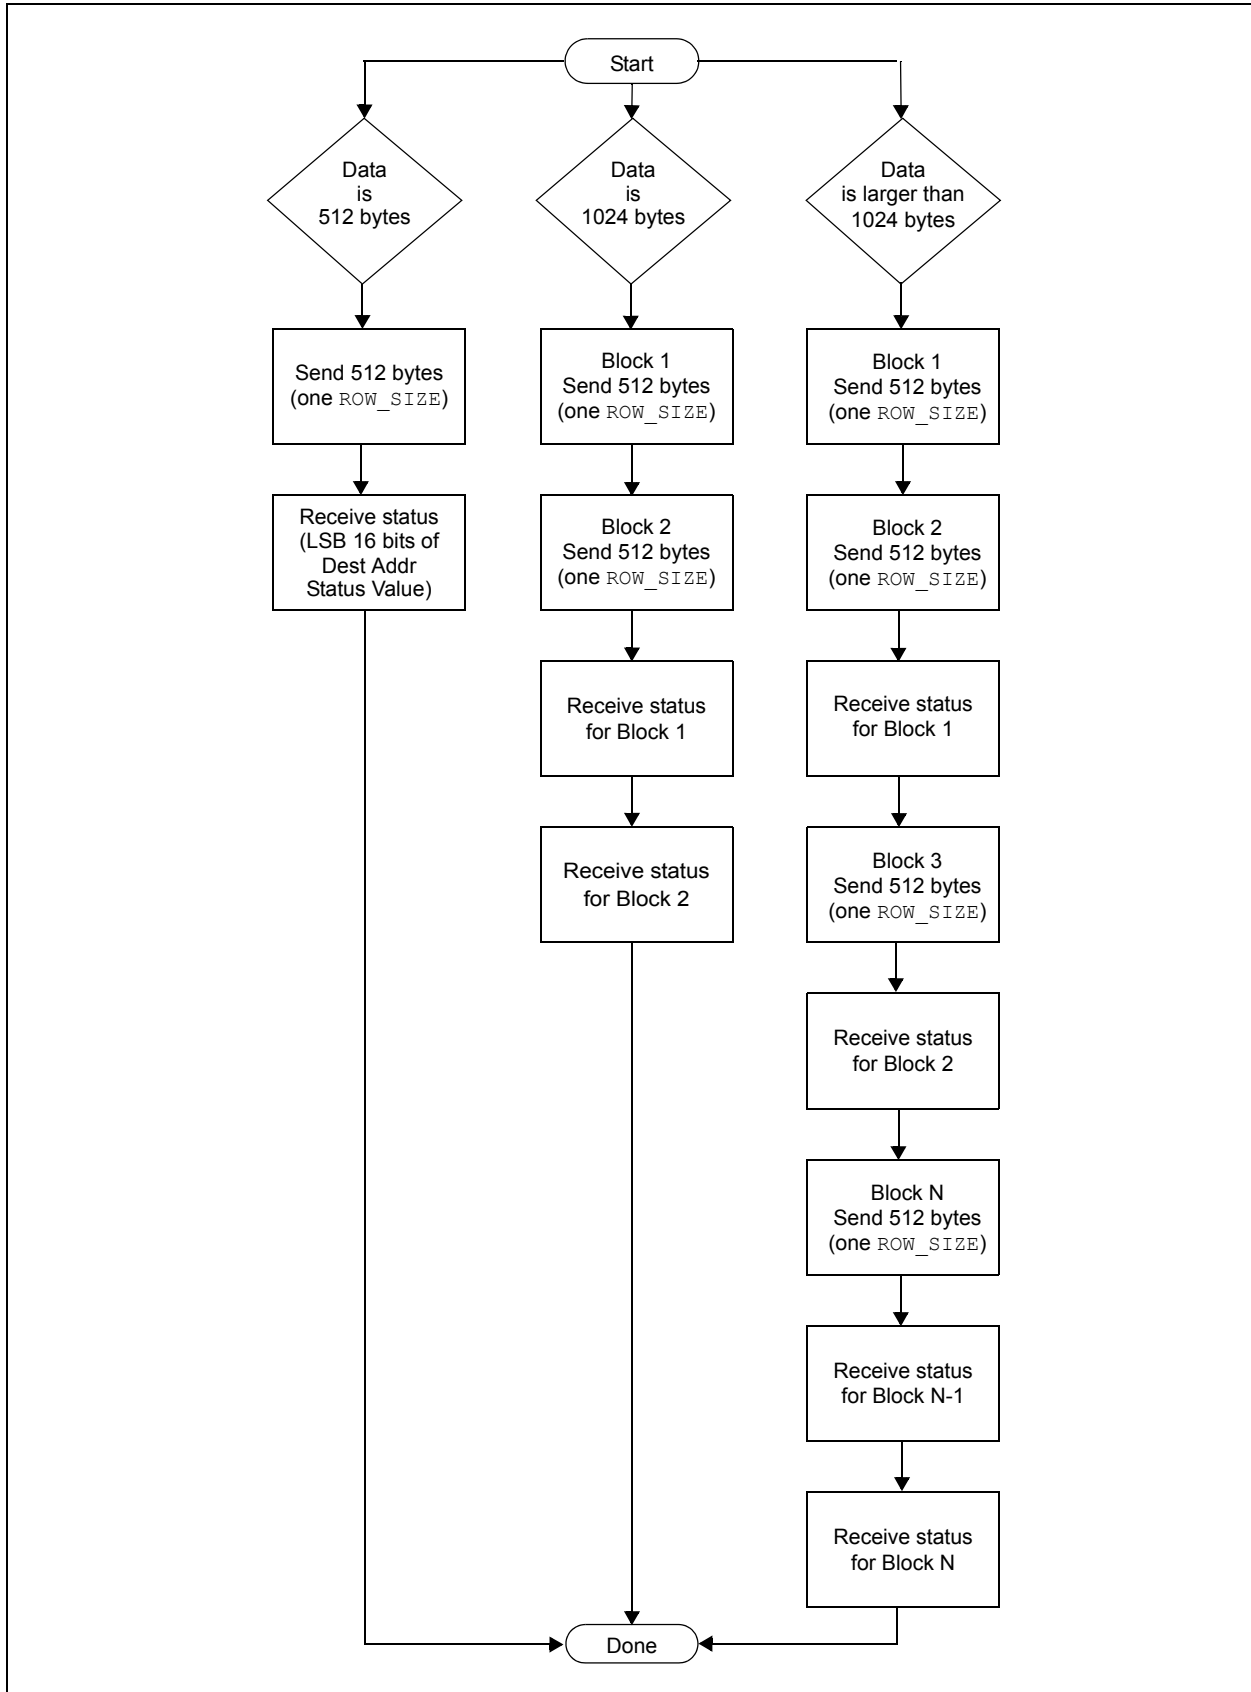 Start
Data
is
512 bytes
Send 512 bytes
(one ROW_SIZE)
Receive status
(LSB 16 bits of
Dest Addr
Status Value)
Data
is
1024 bytes
Block 1
Send 512 bytes
(one ROW_SIZE)
Block 2
Send 512 bytes
(one ROW_SIZE)
Receive status
for Block 1
Receive status
for Block 2
Data
is larger than
1024 bytes
Block 1
Send 512 bytes
(one ROW_SIZE)
Block 2
Send 512 bytes
(one ROW_SIZE)
Receive status
for Block 1
Block 3
Send 512 bytes
(one ROW_SIZE)
Receive status
for Block 2
Block N
Send 512 bytes
(one ROW_SIZE)
Receive status
for Block N-1
Receive status
for Block N
Done